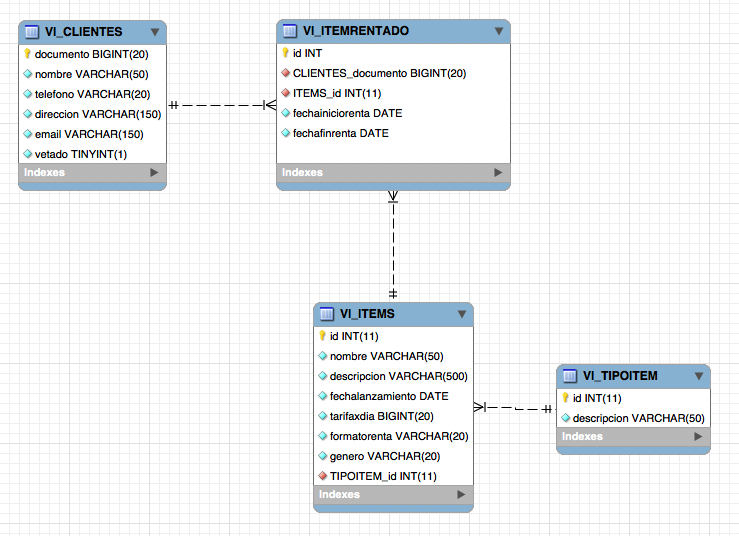 VI_CLIENTES
documento BIGINT(20)
nombre VARCHAR(50)
telefono VARCHAR(20)
direccion VARCHAR(150)
email VARCHAR(150)
vetado TINYINT(1)
Indexes
VI_ITEMRENTADO
id INT
CLIENTES_documento BIGINT(20)
ITEMS_id INT(11)
fechainiciorenta DATE
fechafinrenta DATE
Indexes
VI_ITEMS
id INT(11)
nombre VARCHAR(50)
descripcion VARCHAR(500)
fechalanzamiento DATE
tarifaxdia BIGINT(20)
formatorenta VARCHAR(20)
genero VARCHAR(20)
TIPOITEM_id INT(11)
Indexes
VI_TIPOITEM
id INT(11)
descripcion VARCHAR(50)
Indexes